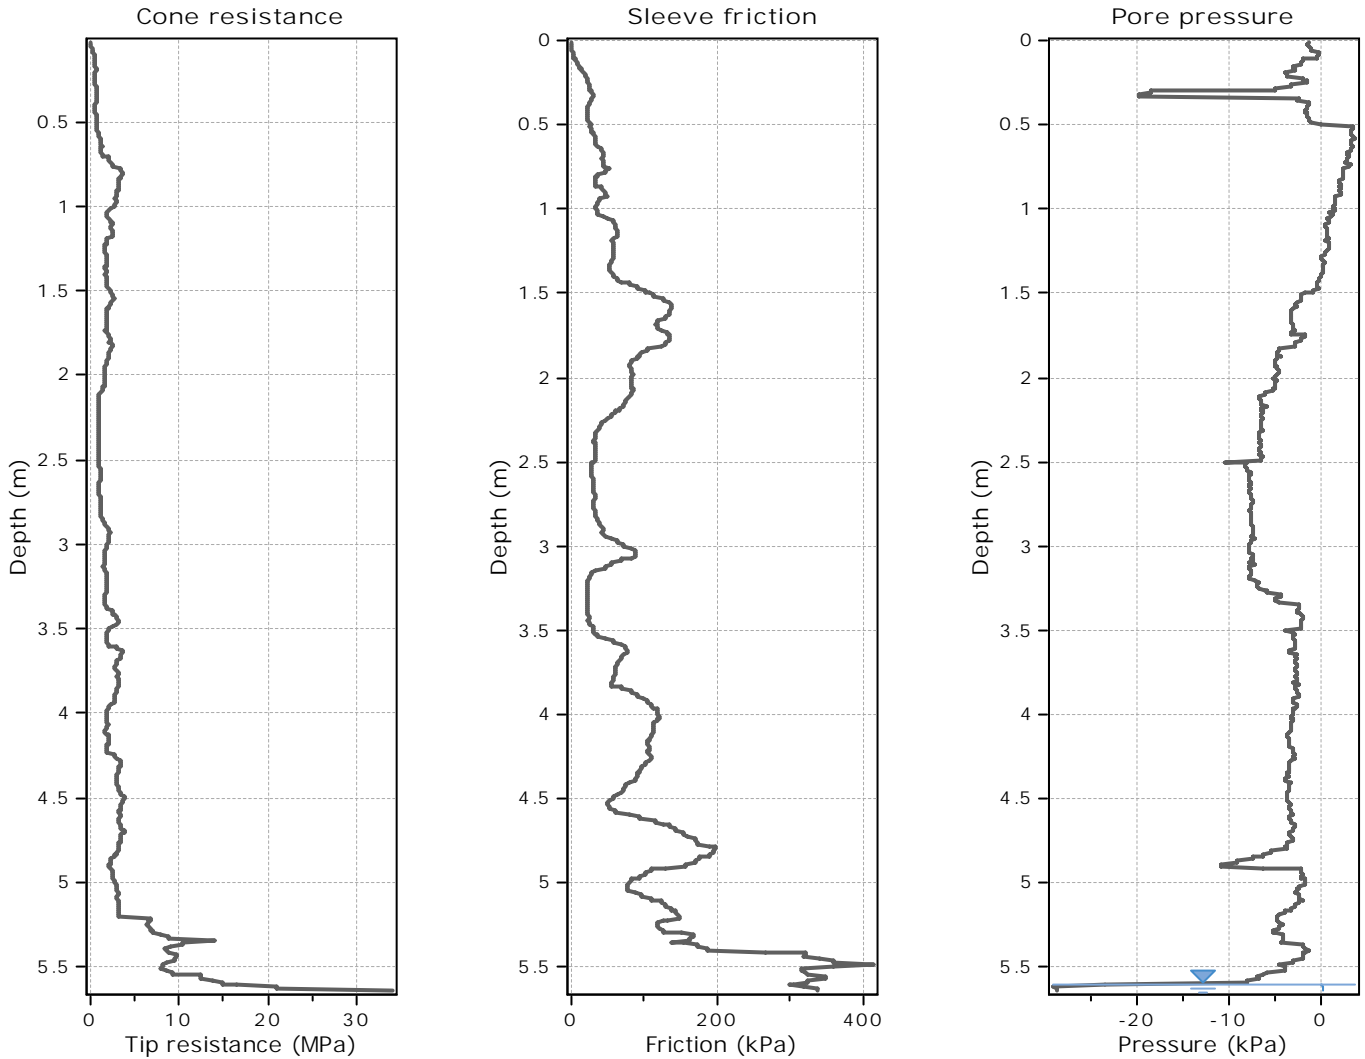 Cone resistance
0.5
1
1.5
2
2.5
3
3.5
4
4.5
5
5.5
Depth (m)
0 10 20 30
Tip resistance (MPa)
Sleeve friction
0
0.5
1
1.5
2
2.5
3
3.5
4
4.5
5
5.5
Depth (m)
0 200 400
Friction (kPa)
Pore pressure
0
0.5
1
1.5
2
2.5
3
3.5
4
4.5
5
5.5
Depth (m)
-20 -10 0
Pressure (kPa)